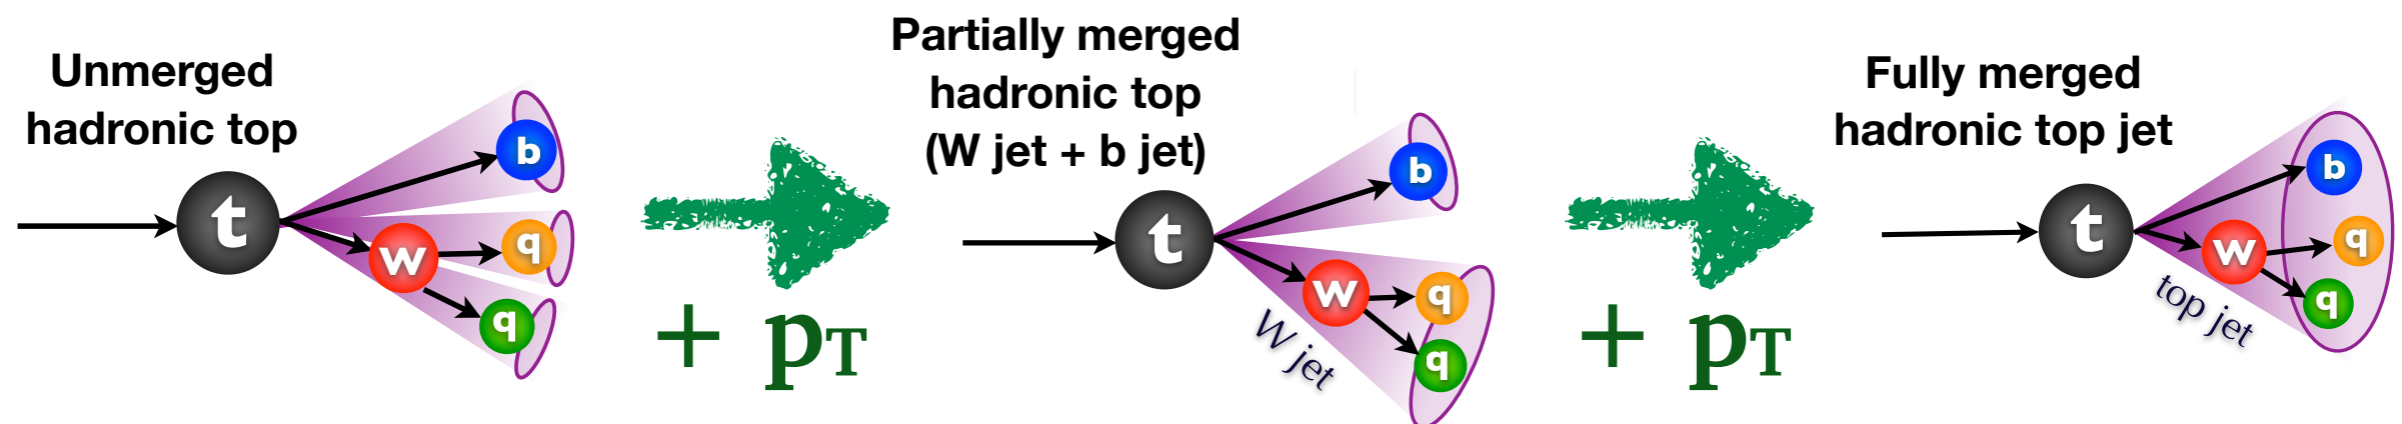 Unmerged
hadronic top
t
b
W
q
q
+ pT
Partially merged
hadronic top
(W jet + b jet)
t
b
W
q
q
W jet
+ pT
Fully merged
hadronic top jet
t
b
W
q
q
top jet